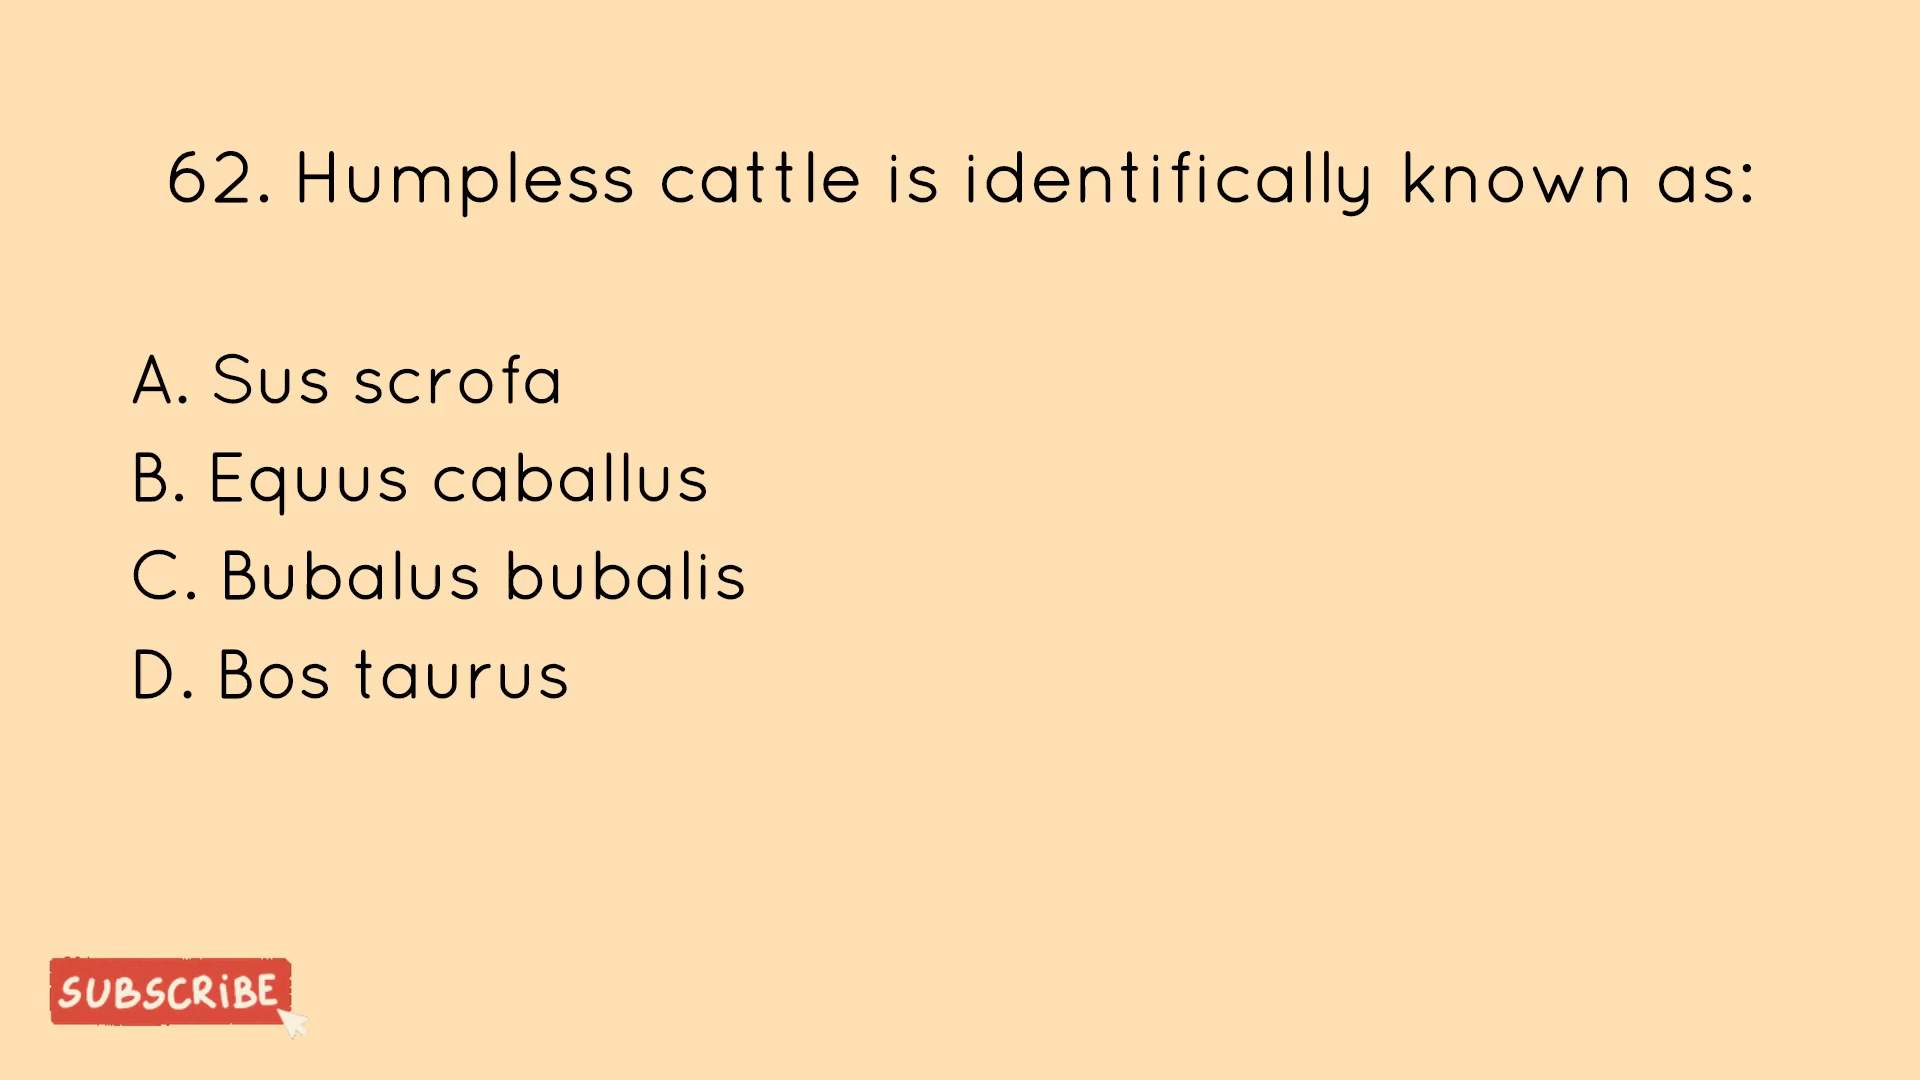 62. Humpless cattle is identifically known as:
A. Sus scrofa
B. Equus caballus
C. Bubalus bubalis
D. Bos taurus
SUBSCRiBE